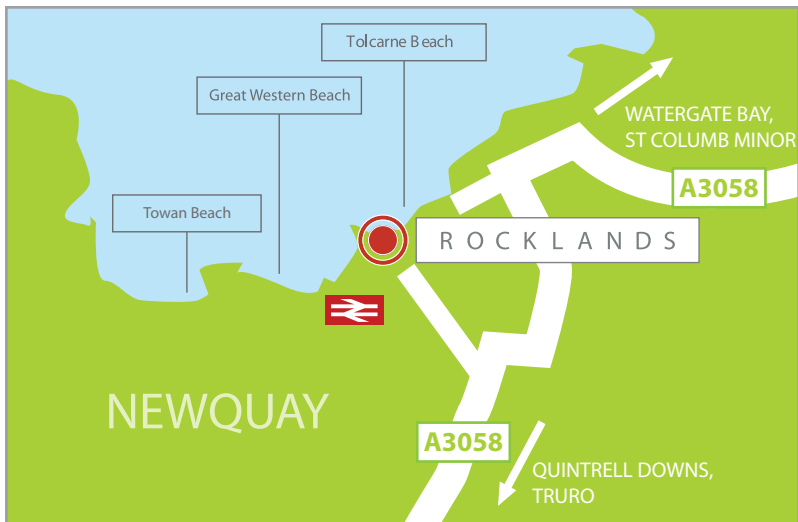 Tolcarne Beach
Great Western Beach
Towan Beach
WATERGATE BAY,
ST COLUMB MINOR
A3058
ROCKLANDS
NEWQUAY
A3058
QUINTRELL DOWNS,
TRURO